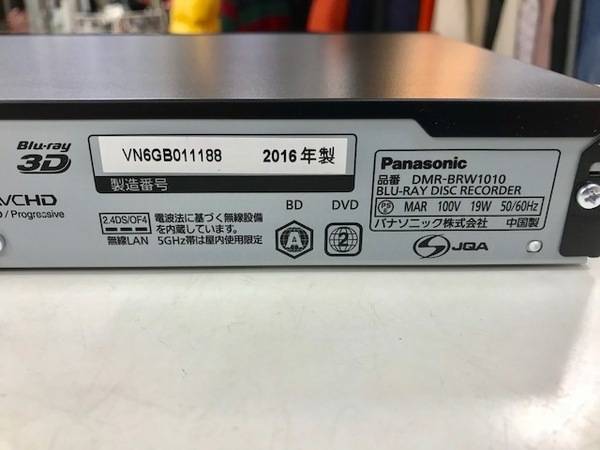 Blu-ray
3D
AVCHD
Progressive
VN6GB011188 2016年製
製造番号
2.4DS/OF4
無線LAN
電波法に基づく無線設備
を内蔵しています。
5GHz帯は屋内使用限定
BD DVD
A 2
Panasonic
品番 DMR-BRW1010
BLU-RAY DISC RECORDER
PS E MAR 100V 19W 50/60Hz
パナソニック株式会社 中国製
JQA